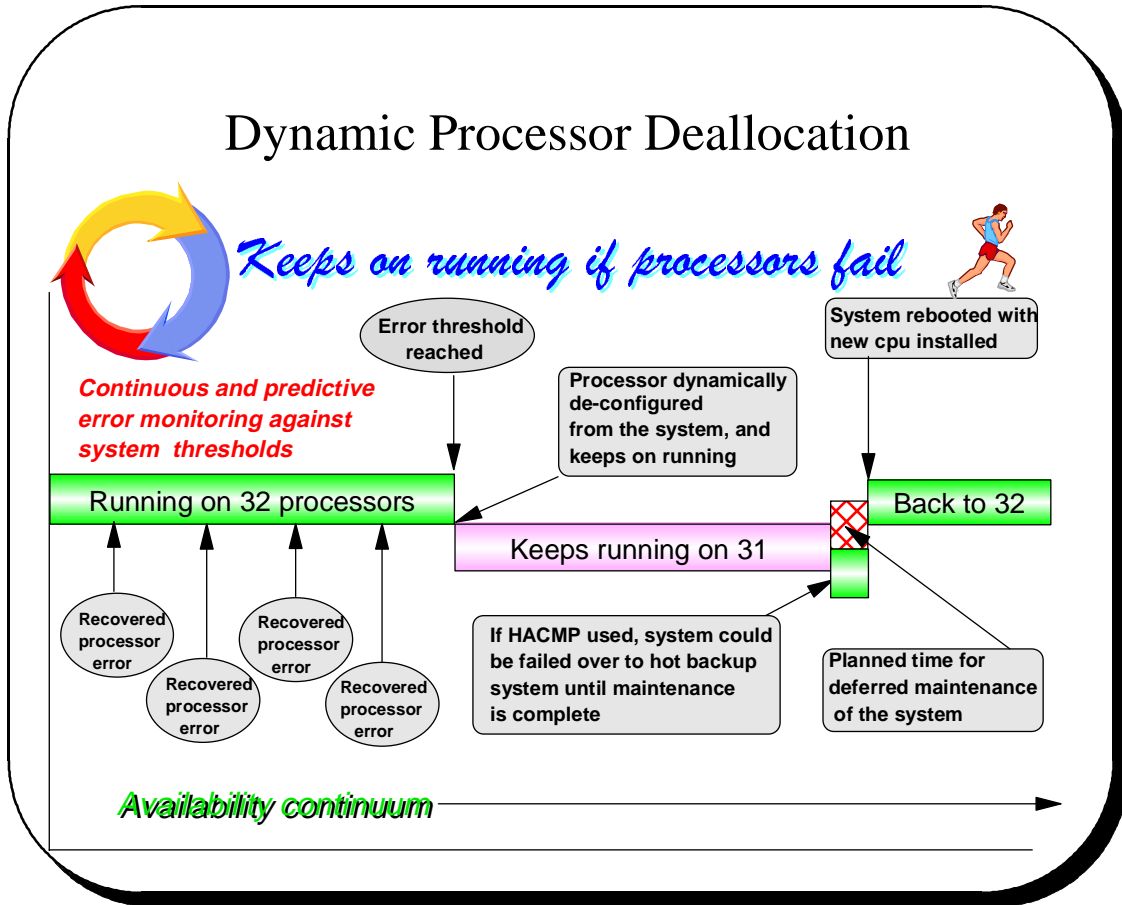 Dynamic Processor Deallocation
Keeps on running if processors fail
Error threshold
reached
System rebooted with
new cpu installed
Continuous and predictive
error monitoring against
system thresholds
Processor dynamically
de-configured
from the system, and
keeps on running
Running on 32 processors
Back to 32
Keeps running on 31
Recovered
processor
error
Recovered
processor
error
Recovered
processor
error
Recovered
processor
error
If HACMP used, system could
be failed over to hot backup
system until maintenance
is complete
Planned time for
deferred maintenance
of the system
Availability continuum